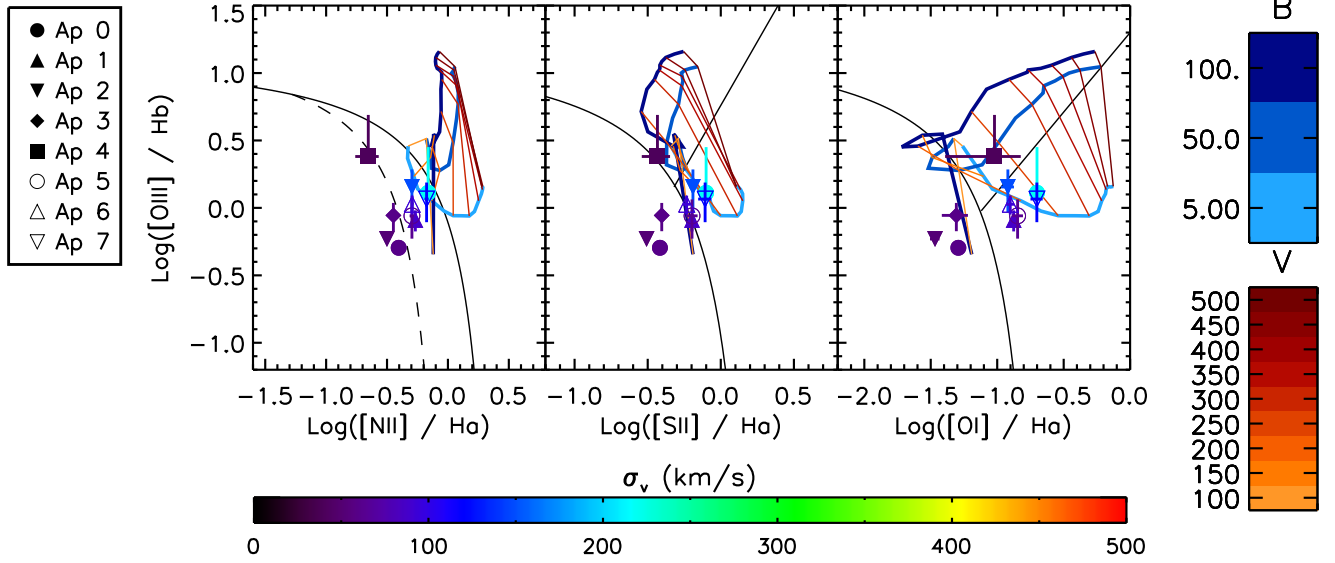 Ap 0
Ap 1
Ap 2
Ap 3
Ap 4
Ap 5
Ap 6
Ap 7
Log([OIII] / Hb)
1.5
1.0
0.5
0.0
−0.5
−1.0
−1.5 −1.0 −0.5 0.0 0.5
Log([NII] / Ha)
−1.0 −0.5 0.0 0.5
Log([SII] / Ha)
−2.0 −1.5 −1.0 −0.5 0.0
Log([OI] / Ha)
B
100.
50.0
5.00
V
500
450
400
350
300
250
200
150
100
σv (km/s)
0 100 200 300 400 500